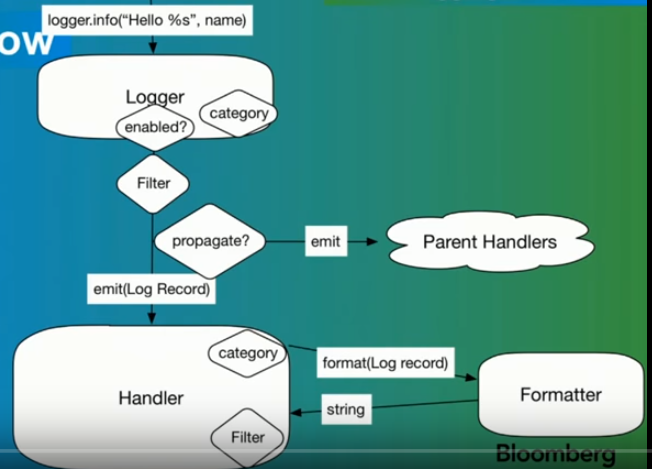 logger.info("Hello %s", name)
ow
Logger
category
enabled?
Filter
propagate?
emit
Parent Handlers
emit(Log Record)
category
format(Log record)
Handler
Formatter
string
Filter
Bloomberg